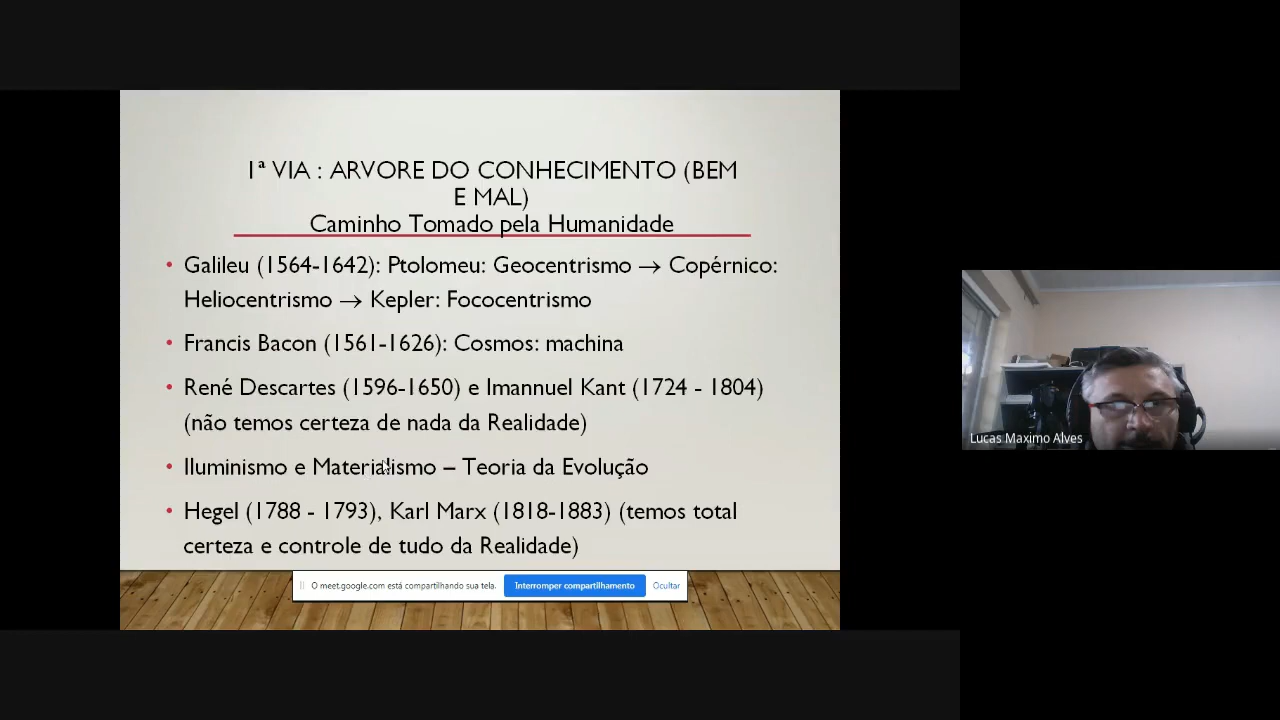 1ª VIA : ARVORE DO CONHECIMENTO (BEM
E MAL)
Caminho Tomado pela Humanidade
• Galileu (1564-1642): Ptolomeu: Geocentrismo → Copérnico:
Heliocentrismo → Kepler: Fococentrismo
• Francis Bacon (1561-1626): Cosmos: machina
• René Descartes (1596-1650) e Imannuel Kant (1724 - 1804)
(não temos certeza de nada da Realidade)
• Iluminismo e Materialismo – Teoria da Evolução
• Hegel (1788 - 1793), Karl Marx (1818-1883) (temos total
certeza e controle de tudo da Realidade)
O meet.google.com está compartilhando sua tela. Interromper compartilhamento Ocultar
Lucas Maximo Alves